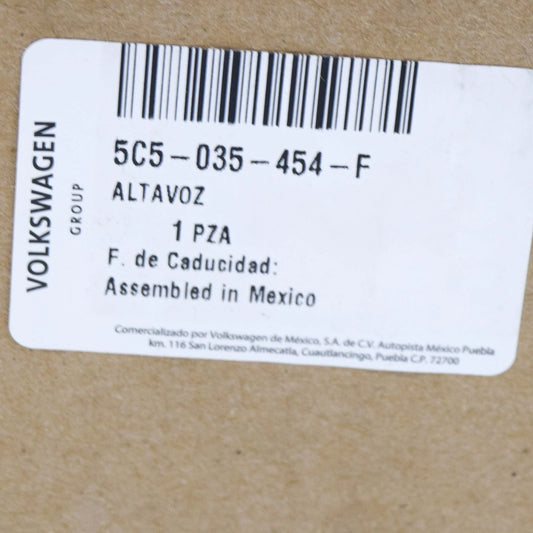 VOLKSWAGEN
GROUP
5C5-035-454-F
ALTAVOZ
1 PZA
F. de Caducidad:
Assembled in Mexico
Comercializado por Volkswagen de México, S.A. de C.V. Autopista México Puebla
km. 116 San Lorenzo Almecatla, Cuautlancingo, Puebla C.P. 72700